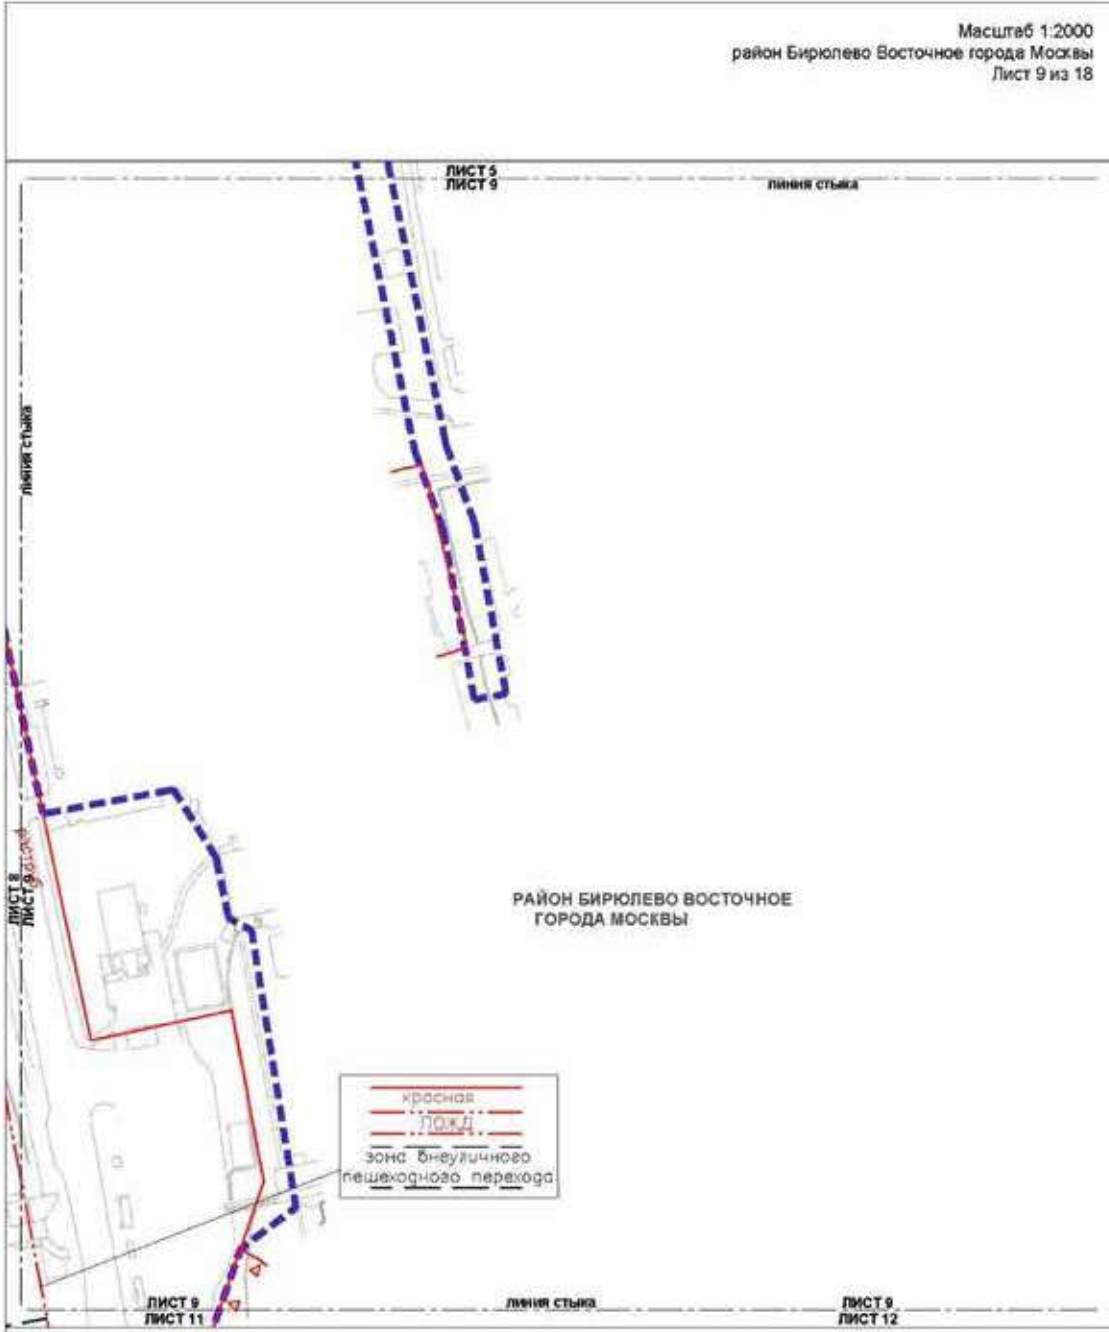 Масштаб 1:2000
район Бирюлево Восточное города Москвы
Лист 9 из 18
ЛИСТ 5
ЛИСТ 9
линия стыка
линия стыка
ЛИСТ 8
ЛИСТ 9
РАЙОН БИРЮЛЕВО ВОСТОЧНОЕ
ГОРОДА МОСКВЫ
красная
ПОЖД
зона внеуличного
пешеходного перехода
ЛИСТ 9
ЛИСТ 11
линия стыка
ЛИСТ 9
ЛИСТ 12